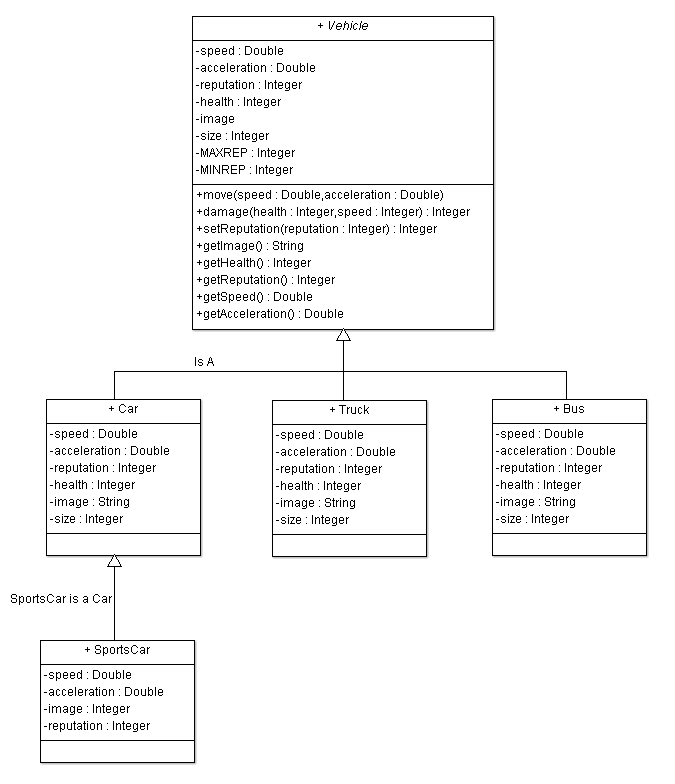 + Vehicle
-speed : Double
-acceleration : Double
-reputation : Integer
-health : Integer
-image
-size : Integer
-MAXREP : Integer
-MINREP : Integer
+move(speed : Double,acceleration : Double)
+damage(health : Integer,speed : Integer) : Integer
+setReputation(reputation : Integer) : Integer
+getImage() : String
+getHealth() : Integer
+getReputation() : Integer
+getSpeed() : Double
+getAcceleration() : Double
Is A
+ Car
-speed : Double
-acceleration : Double
-reputation : Integer
-health : Integer
-image : String
-size : Integer
+ Truck
-speed : Double
-acceleration : Double
-reputation : Integer
-health : Integer
-image : String
-size : Integer
+ Bus
-speed : Double
-acceleration : Double
-reputation : Integer
-health : Integer
-image : String
-size : Integer
SportsCar is a Car
+ SportsCar
-speed : Double
-acceleration : Double
-image : Integer
-reputation : Integer